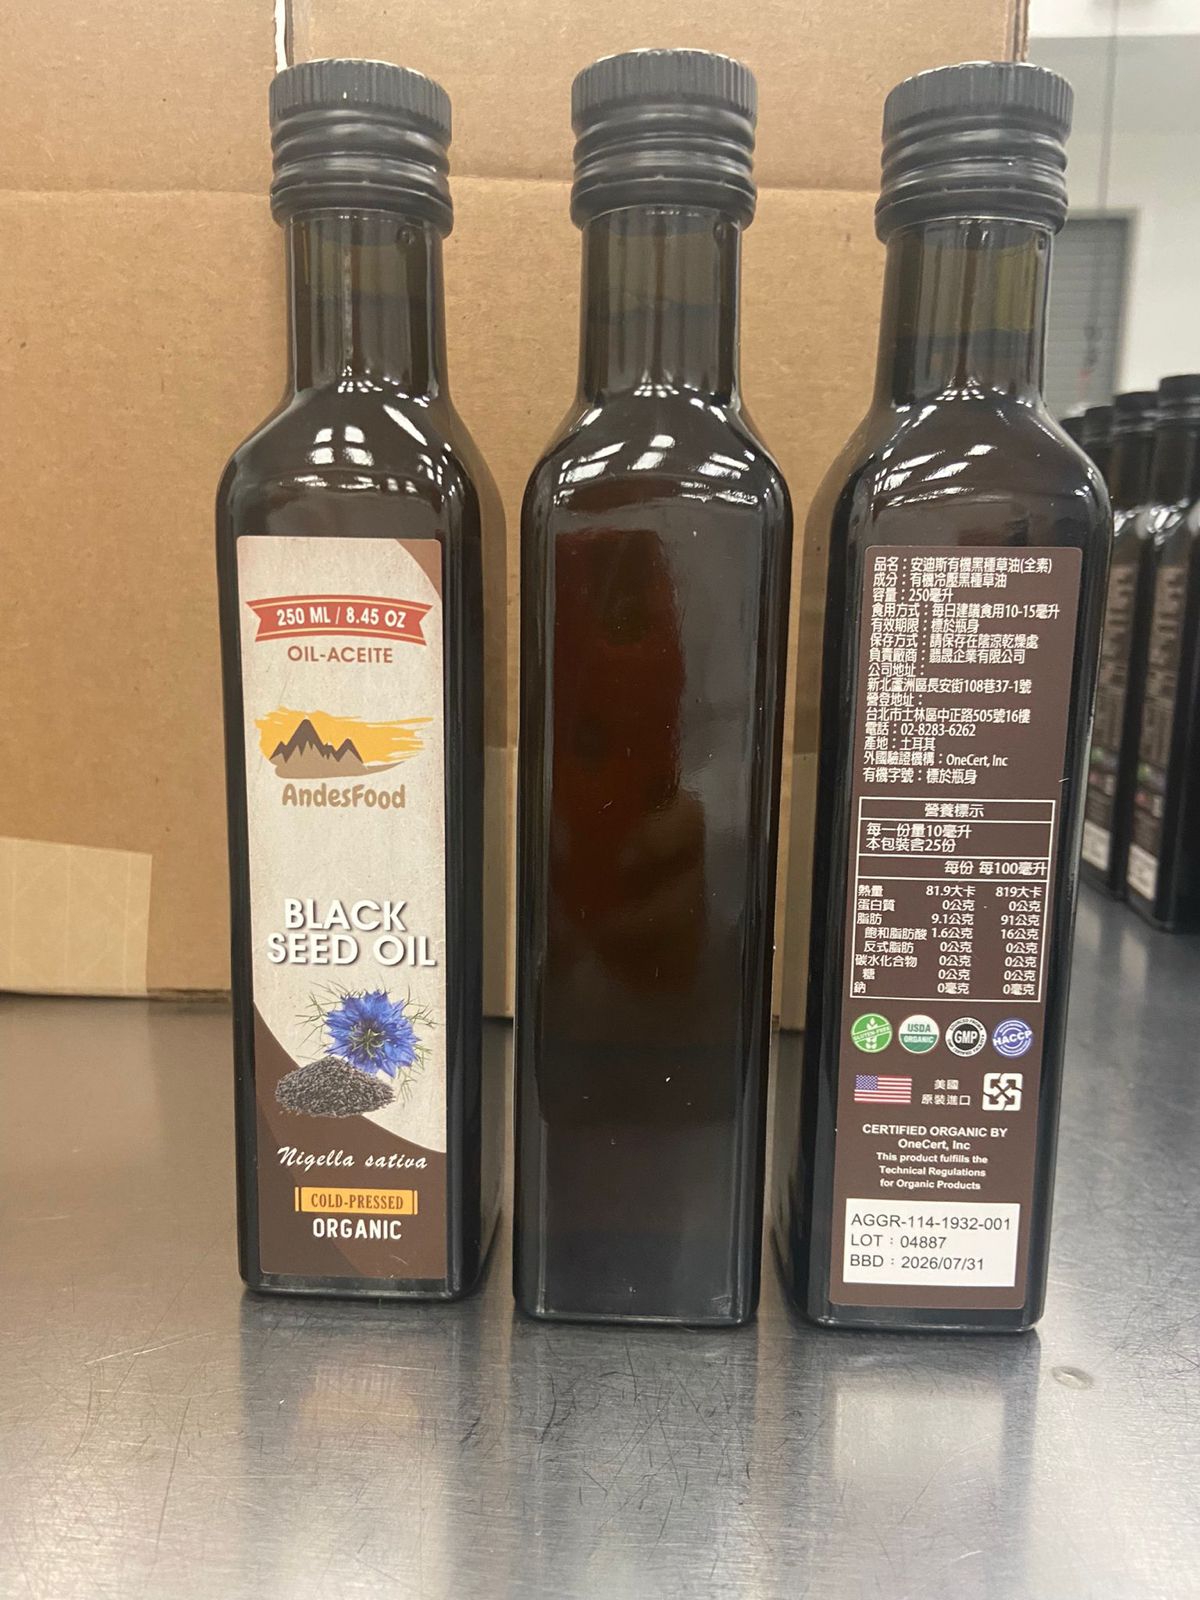 250 ML / 8.45 OZ
OIL-ACEITE
AndesFood
BLACK
SEED OIL
Nigella sativa
COLD-PRESSED
ORGANIC
品名：安迪斯有機黑種草油(全素)
成分：有機冷壓黑種草油
容量：250毫升
食用方式：每日建議食用10-15毫升
有效期限：標於瓶身
保存方式：請保存在陰涼乾燥處
負責廠商：翡晟企業有限公司
公司地址：
新北蘆洲區長安街108巷37-1號
營登地址：
台北市士林區中正路505號16樓
電話：02-8283-6262
產地：土耳其
外國驗證機構：OneCert, Inc
有機字號：標於瓶身
營養標示
每一份量10毫升
本包裝含25份
每份 每100毫升
熱量 81.9大卡 819大卡
蛋白質 0公克 0公克
脂肪 9.1公克 91公克
飽和脂肪酸 1.6公克 16公克
反式脂肪 0公克 0公克
碳水化合物 0公克 0公克
糖 0公克 0公克
鈉 0毫克 0毫克
GLUTEN-FREE
USDA
ORGANIC
GMP
HACCP
美國
原裝進口
CERTIFIED ORGANIC BY
OneCert, Inc
This product fulfills the
Technical Regulations
for Organic Products
AGGR-114-1932-001
LOT：04887
BBD：2026/07/31